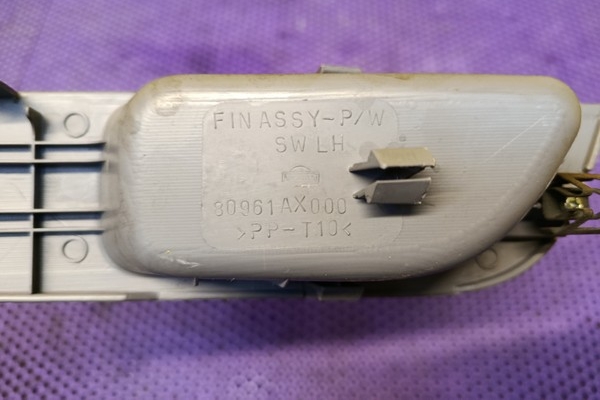 FINASSY-P/W
SW LH
80961AX000
>PP-T10<